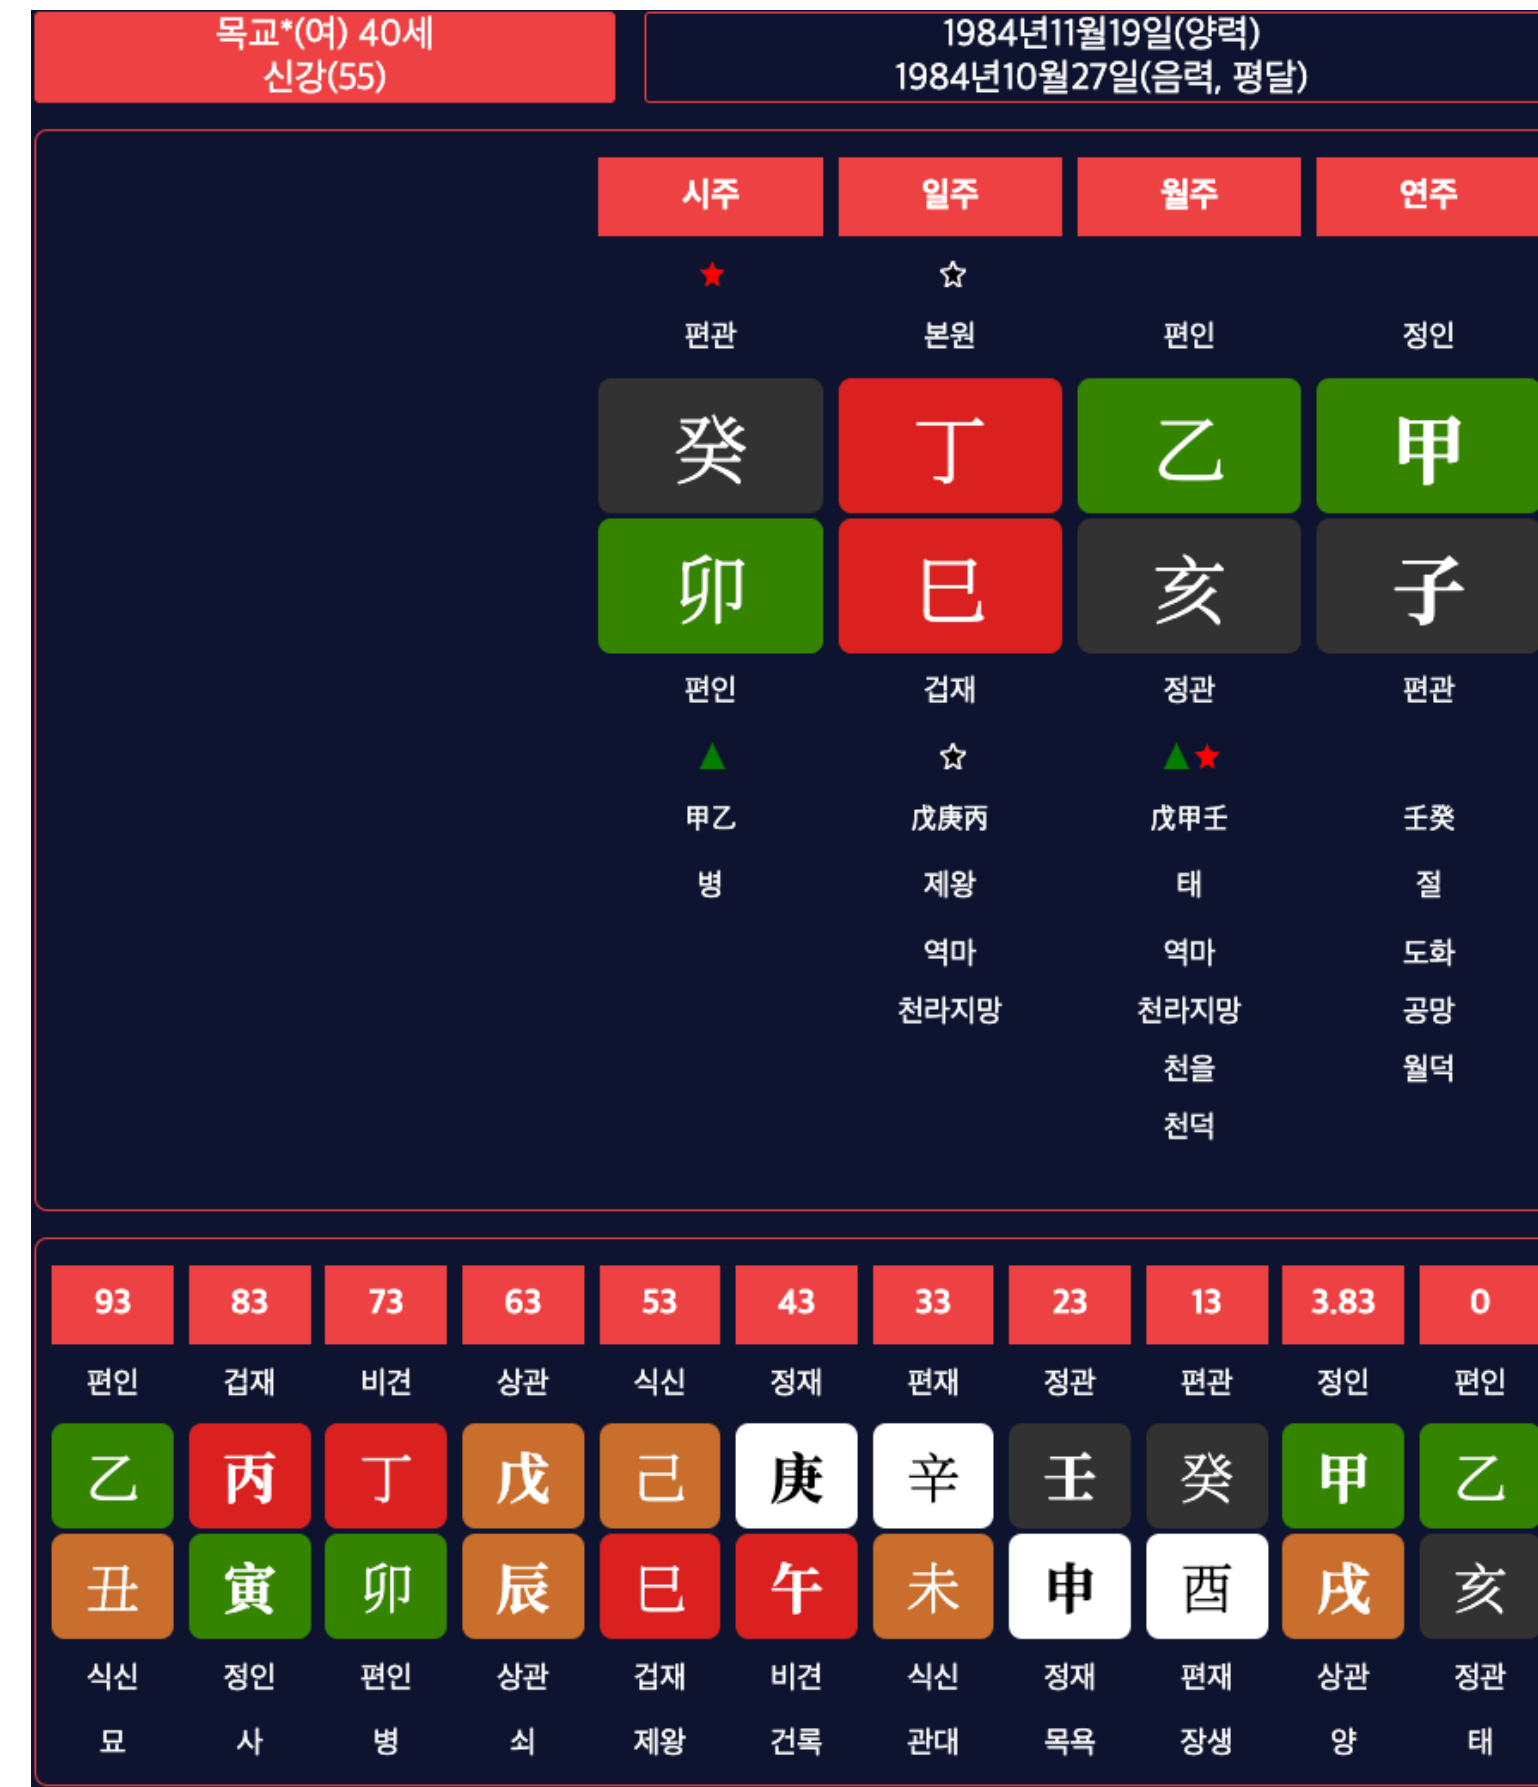 목교*(여) 40세
신강(55)
1984년11월19일(양력)
1984년10월27일(음력, 평달)
시주 일주 월주 연주
★ ☆
편관 본원 편인 정인
癸 丁 乙 甲
卯 巳 亥 子
편인 겁재 정관 편관
▲ ☆ ▲★
甲乙 戊庚丙 戊甲壬 壬癸
병 제왕 태 절
역마 역마 도화
천라지망 천라지망 공망
천을 월덕
천덕
93 83 73 63 53 43 33 23 13 3.83 0
편인 겁재 비견 상관 식신 정재 편재 정관 편관 정인 편인
乙 丙 丁 戊 己 庚 辛 壬 癸 甲 乙
丑 寅 卯 辰 巳 午 未 申 酉 戌 亥
식신 정인 편인 상관 겁재 비견 식신 정재 편재 상관 정관
묘 사 병 쇠 제왕 건록 관대 목욕 장생 양 태